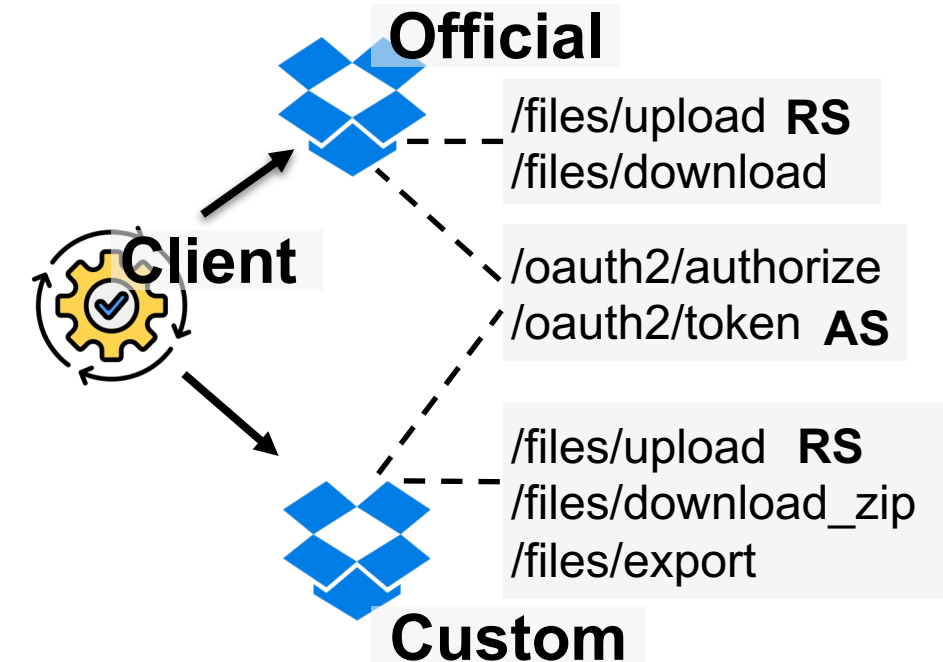 Official
/files/upload RS
/files/download
Client
/oauth2/authorize
/oauth2/token AS
/files/upload RS
/files/download_zip
/files/export
Custom